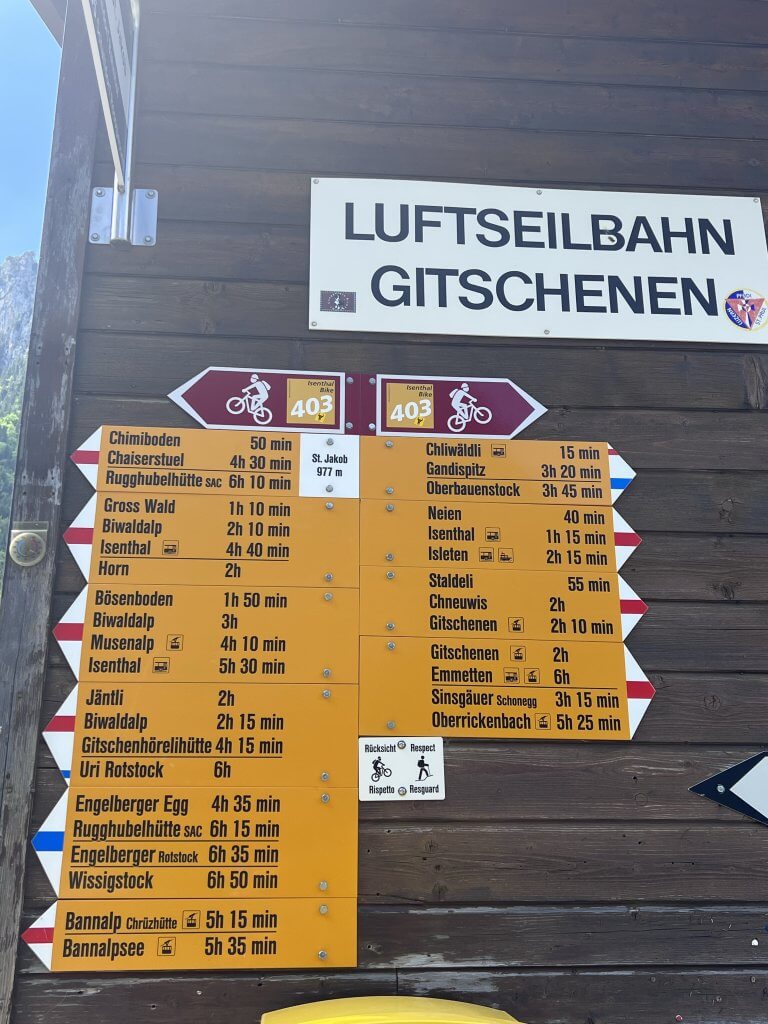 LUFTSEILBAHN
GITSCHENEN
Isenthal
Bike
403
Isenthal
Bike
403
St. Jakob
977 m
Chimiboden 50 min
Chaiserstuel 4h 30 min
Rugghubelhütte SAC 6h 10 min
Gross Wald 1h 10 min
Biwaldalp 2h 10 min
Isenthal 4h 40 min
Horn 2h
Bösenboden 1h 50 min
Biwaldalp 3h
Musenalp 4h 10 min
Isenthal 5h 30 min
Jäntli 2h
Biwaldalp 2h 15 min
Gitschenhörelihütte 4h 15 min
Uri Rotstock 6h
Engelberger Egg 4h 35 min
Rugghubelhütte SAC 6h 15 min
Engelberger Rotstock 6h 35 min
Wissigstock 6h 50 min
Bannalp Chrüzhütte 5h 15 min
Bannalpsee 5h 35 min
Chliwäldli 15 min
Gandispitz 3h 20 min
Oberbauenstock 3h 45 min
Neien 40 min
Isenthal 1h 15 min
Isleten 2h 15 min
Staldeli 55 min
Chneuwis 2h
Gitschenen 2h 10 min
Gitschenen 2h
Emmetten 6h
Sinsgäuer Schonegg 3h 15 min
Oberrickenbach 5h 25 min
Rücksicht Respect
Rispetto Resguard